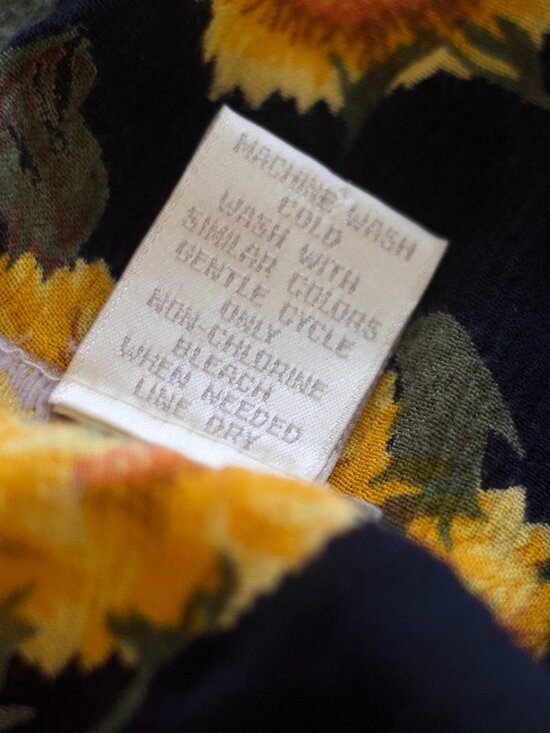 MACHINE WASH
COLD
WASH WITH
SIMILAR COLORS
GENTLE CYCLE
ONLY
NON-CHLORINE
BLEACH
WHEN NEEDED
LINE DRY